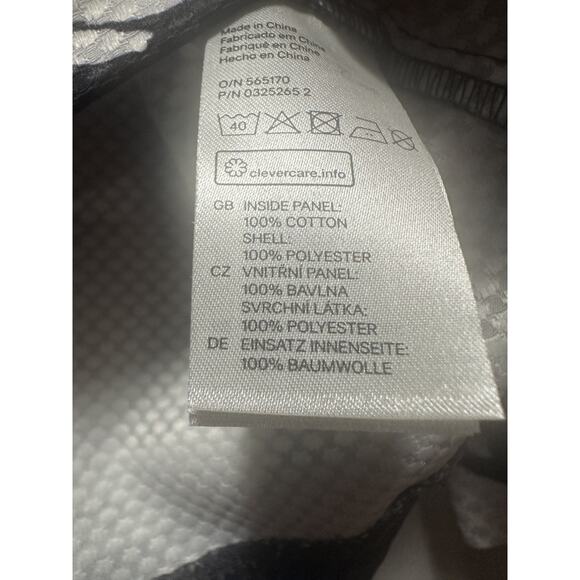 Made in China
Fabricado em China
Fabriqué en China
Hecho en China
O/N 565170
P/N 0325265 2
40
clevercare.info
GB INSIDE PANEL:
100% COTTON
SHELL:
100% POLYESTER
CZ VNITŘNÍ PANEL:
100% BAVLNA
SVRCHNÍ LÁTKA:
100% POLYESTER
DE EINSATZ INNENSEITE:
100% BAUMWOLLE